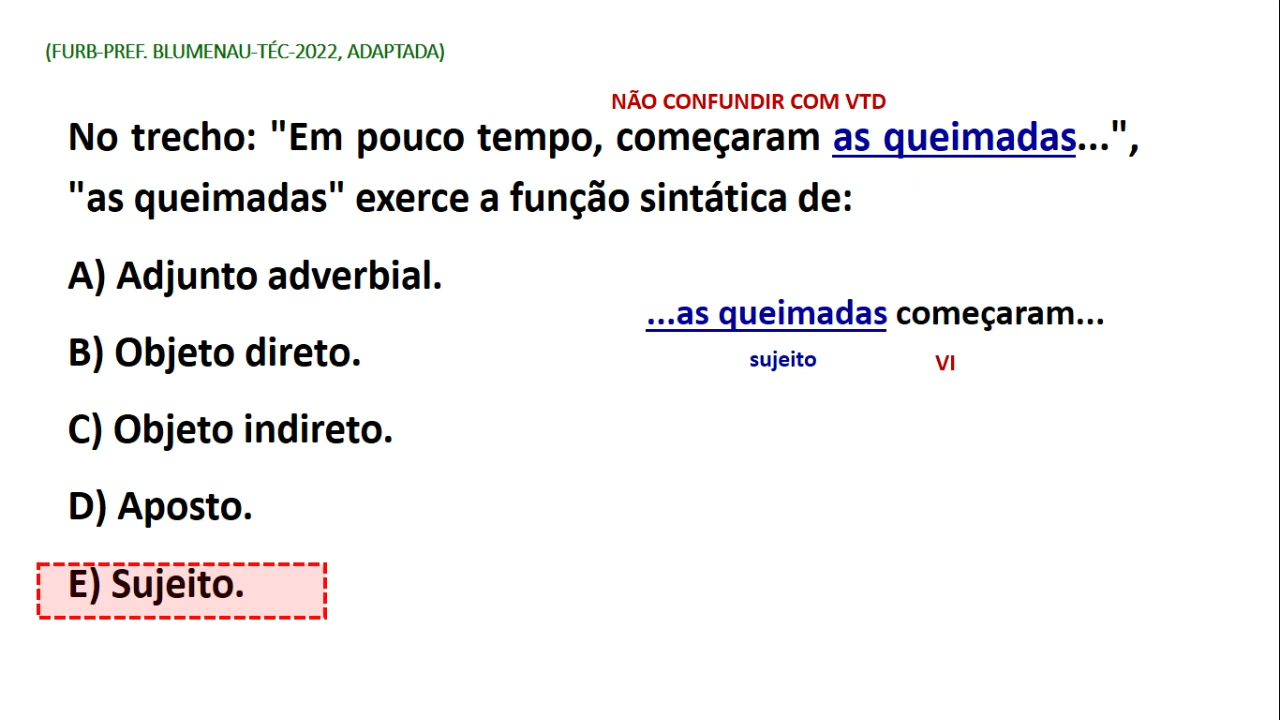 (FURB-PREF. BLUMENAU-TÉC-2022, ADAPTADA)
NÃO CONFUNDIR COM VTD
No trecho: "Em pouco tempo, começaram as queimadas...",
"as queimadas" exerce a função sintática de:
A) Adjunto adverbial.
...as queimadas começaram...
B) Objeto direto.
sujeito VI
C) Objeto indireto.
D) Aposto.
E) Sujeito.